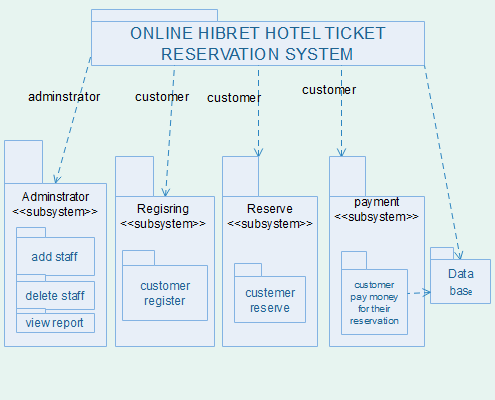 ONLINE HIBRET HOTEL TICKET
RESERVATION SYSTEM
adminstrator
customer
customer
customer
Adminstrator
<<subsystem>>
add staff
delete staff
view report
Regisring
<<subsystem>>
customer
register
Reserve
<<subsystem>>
custemer
reserve
payment
<<subsystem>>
customer
pay money
for their
reservation
Data
base